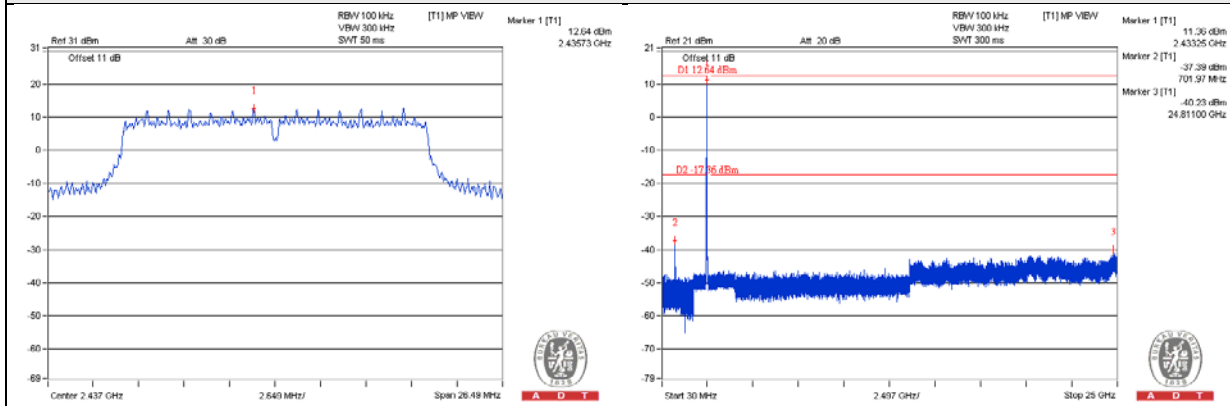 RBW 100 kHz [T1] MP VIEW
VBW 300 kHz
SWT 50 ms
Ref 31 dBm Att 30 dB
Marker 1 [T1]
12.64 dBm
2.43573 GHz
31
Offset 11 dB
20
1
10
0
-10
-20
-30
-40
-50
-60
-69
Center 2.437 GHz 2.649 MHz/ Span 26.49 MHz
BUREAU VERITAS
1828
A D T
RBW 100 kHz [T1] MP VIEW
VBW 300 kHz
SWT 300 ms
Ref 21 dBm Att 20 dB
Marker 1 [T1]
11.36 dBm
2.43325 GHz
Marker 2 [T1]
-37.39 dBm
701.97 MHz
Marker 3 [T1]
-40.23 dBm
24.81100 GHz
21
Offset 11 dB
D1 12.64 dBm
10
0
-10
D2 -17.36 dBm
-20
-30
2
3
-40
-50
-60
-70
-79
Start 30 MHz 2.497 GHz/ Stop 25 GHz
BUREAU VERITAS
1828
A D T